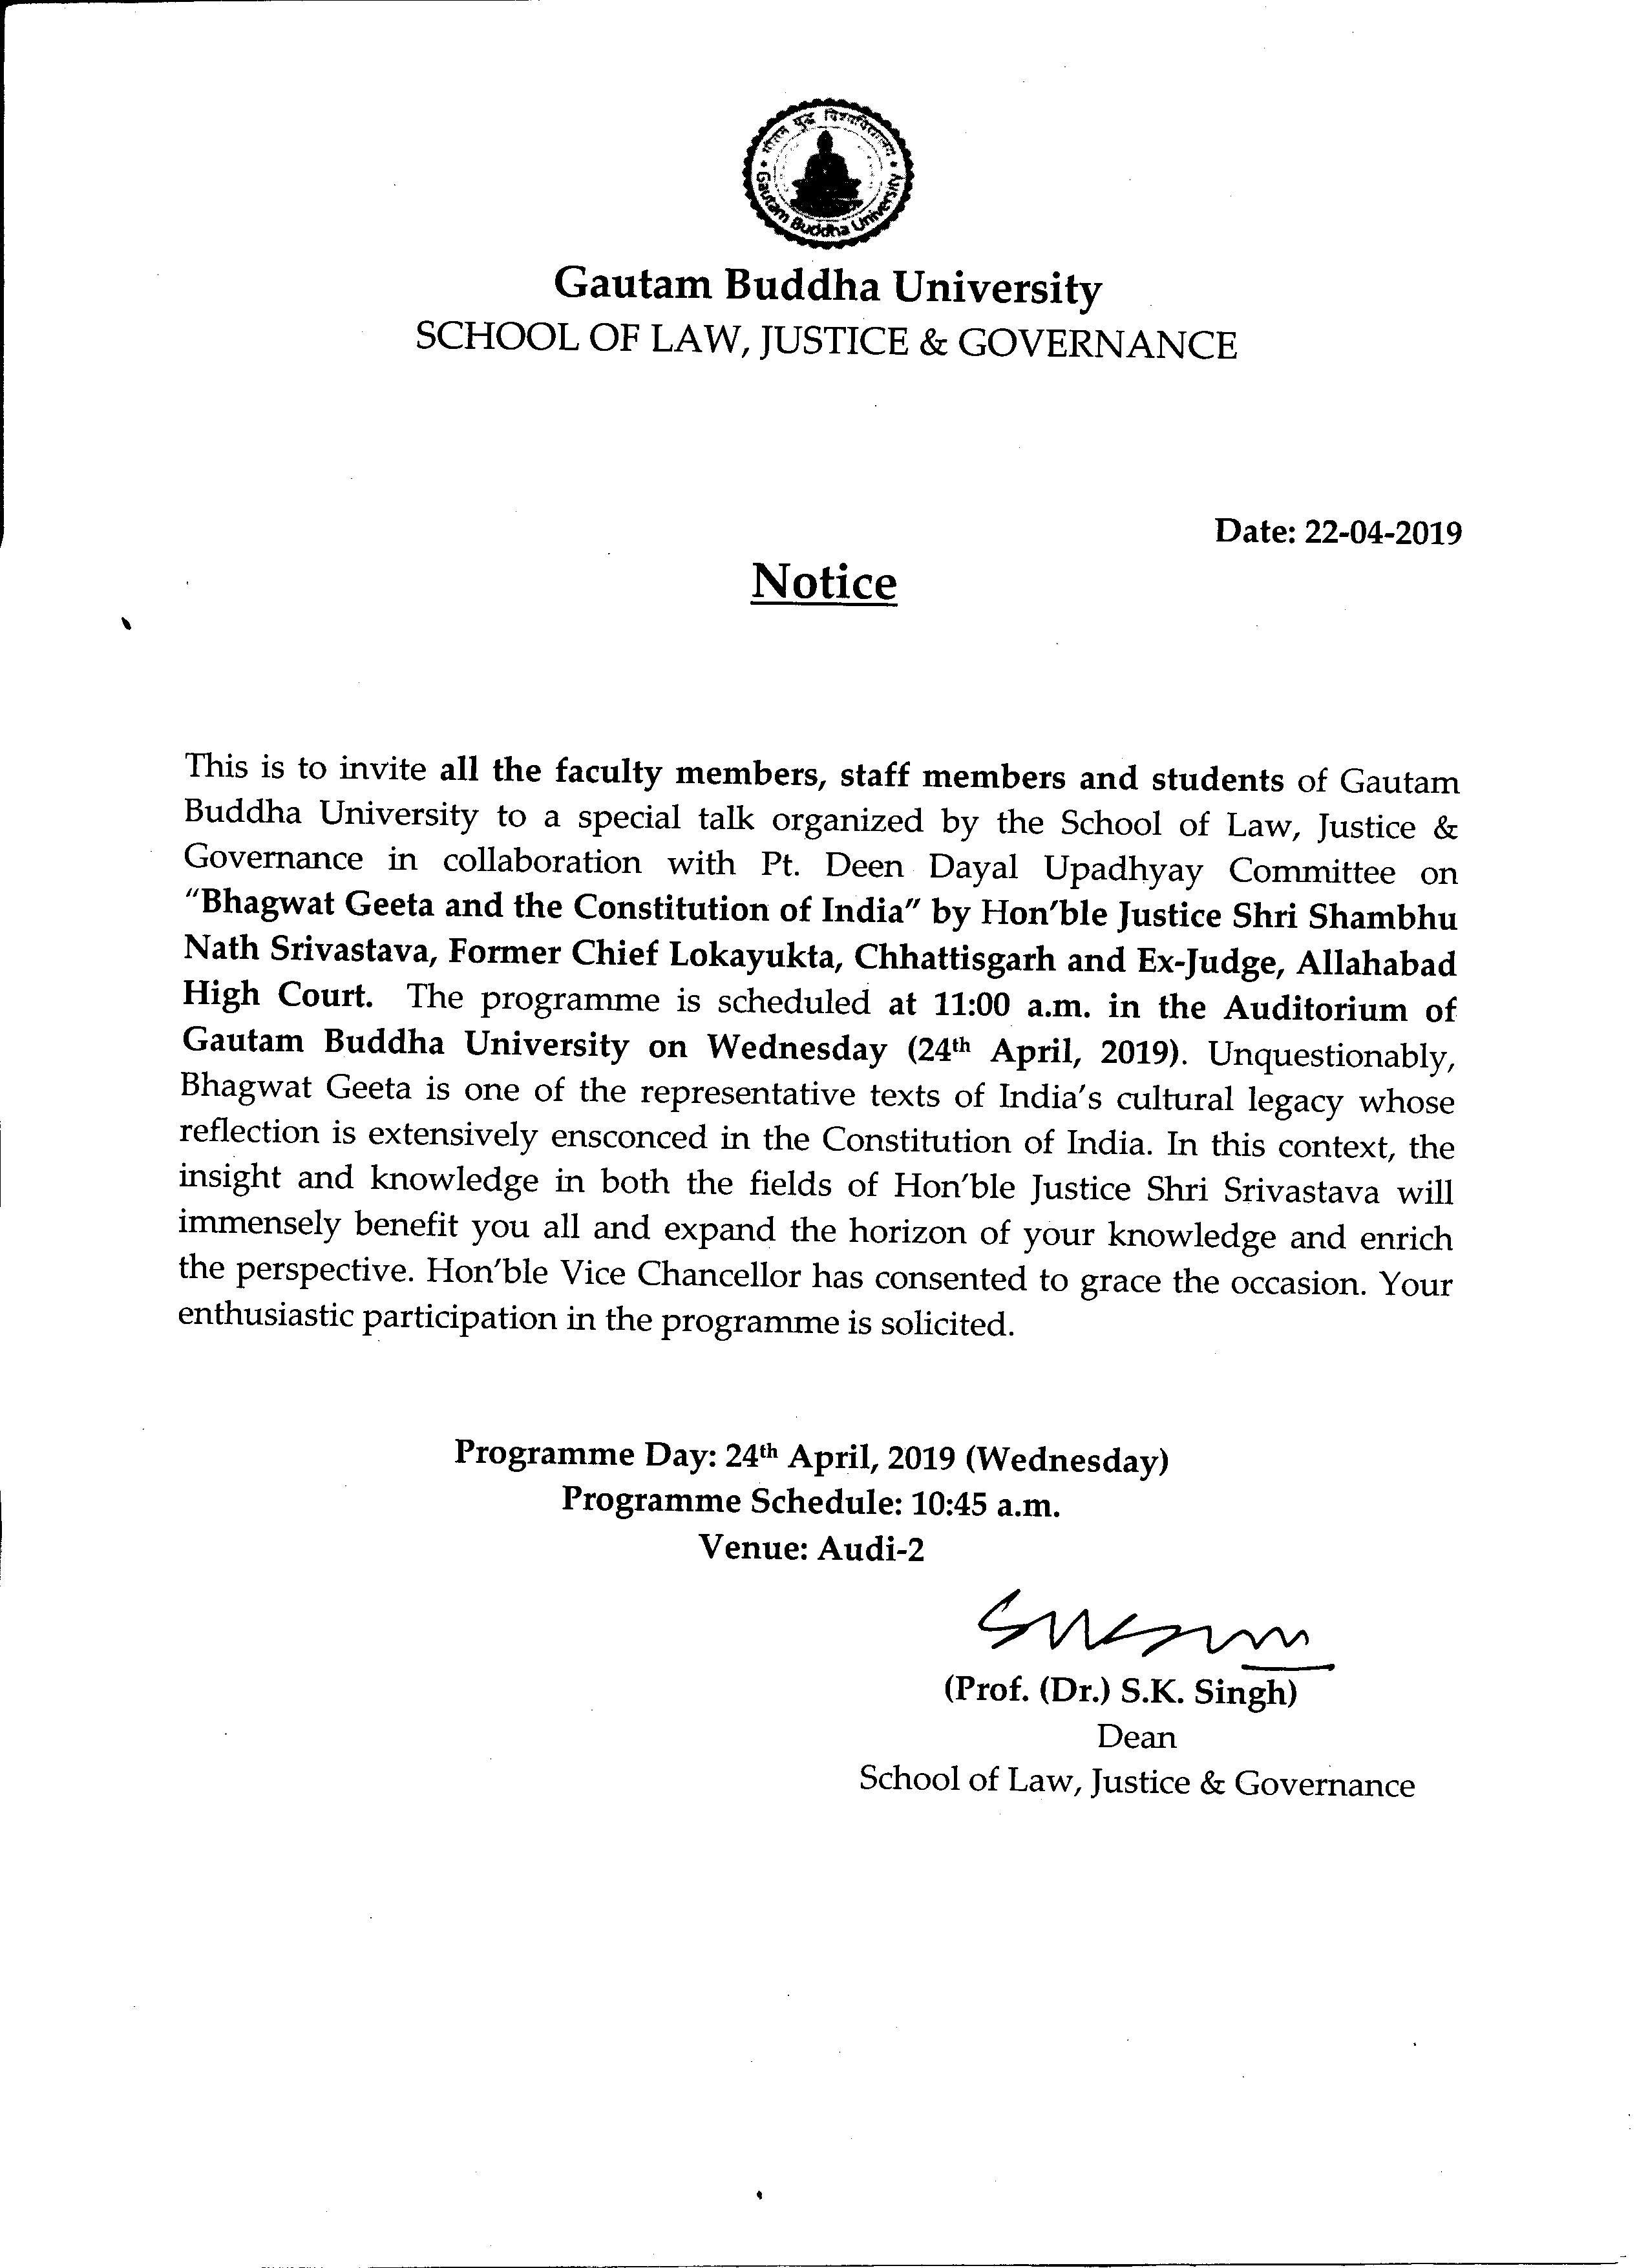 गौतम बुद्ध विश्वविद्यालय
Gautam Buddha University
Gautam Buddha University
SCHOOL OF LAW, JUSTICE & GOVERNANCE
Date: 22-04-2019
Notice
This is to invite all the faculty members, staff members and students of Gautam
Buddha University to a special talk organized by the School of Law, Justice &
Governance in collaboration with Pt. Deen Dayal Upadhyay Committee on
“Bhagwat Geeta and the Constitution of India” by Hon’ble Justice Shri Shambhu
Nath Srivastava, Former Chief Lokayukta, Chhattisgarh and Ex-Judge, Allahabad
High Court. The programme is scheduled at 11:00 a.m. in the Auditorium of
Gautam Buddha University on Wednesday (24th April, 2019). Unquestionably,
Bhagwat Geeta is one of the representative texts of India’s cultural legacy whose
reflection is extensively ensconced in the Constitution of India. In this context, the
insight and knowledge in both the fields of Hon’ble Justice Shri Srivastava will
immensely benefit you all and expand the horizon of your knowledge and enrich
the perspective. Hon’ble Vice Chancellor has consented to grace the occasion. Your
enthusiastic participation in the programme is solicited.
Programme Day: 24th April, 2019 (Wednesday)
Programme Schedule: 10:45 a.m.
Venue: Audi-2
(Prof. (Dr.) S.K. Singh)
Dean
School of Law, Justice & Governance